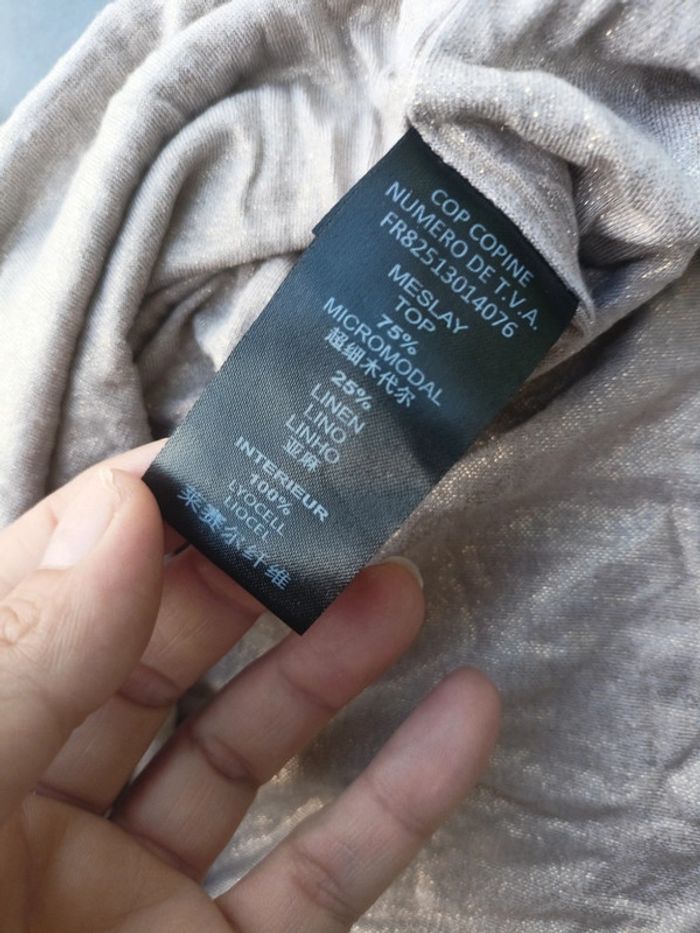 COP COPINE
NUMERO DE T.V.A.
FR82513014076
MESLAY
TOP
75%
MICROMODAL
超细木代尔
25%
LINEN
LINO
LINHO
亚麻
INTERIEUR
100%
LYOCELL
LIOCEL
莱赛尔纤维